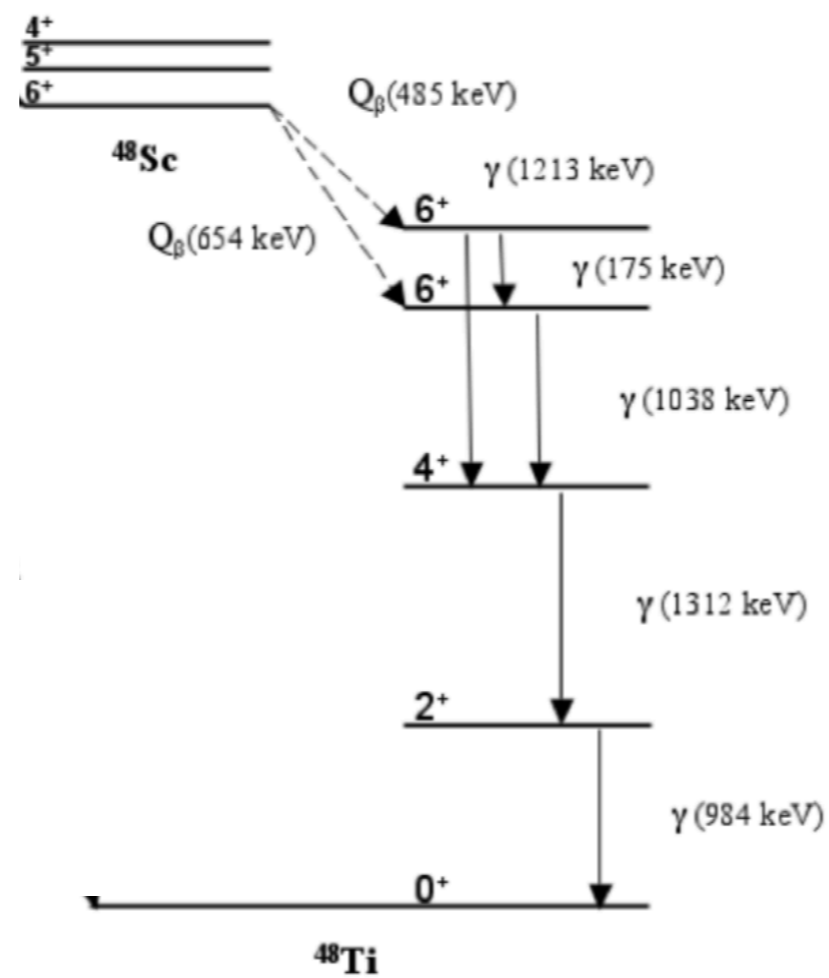 4⁺
5⁺
6⁺
⁴⁸Sc
Qᵦ(485 keV)
γ (1213 keV)
6⁺
Qᵦ(654 keV)
γ (175 keV)
6⁺
γ (1038 keV)
4⁺
γ (1312 keV)
2⁺
γ (984 keV)
0⁺
⁴⁸Ti